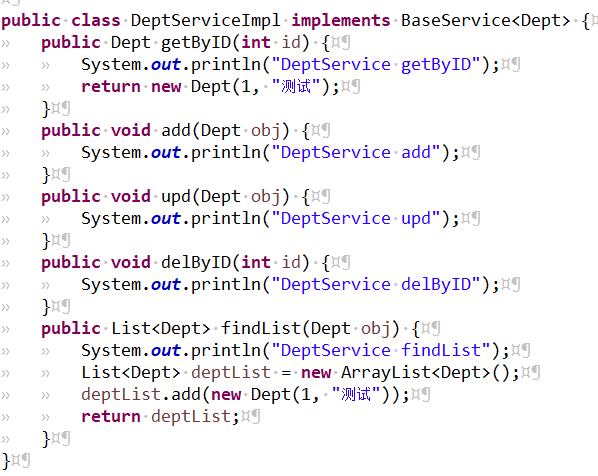 public class DeptServiceImpl implements BaseService<Dept> {¤¶
»   public Dept getByID(int id) {¤¶
»   »   System.out.println("DeptService getByID");¤¶
»   »   return new Dept(1, "测试");¤¶
»   }¤¶
»   public void add(Dept obj) {¤¶
»   »   System.out.println("DeptService add");¤¶
»   }¤¶
»   public void upd(Dept obj) {¤¶
»   »   System.out.println("DeptService upd");¤¶
»   }¤¶
»   public void delByID(int id) {¤¶
»   »   System.out.println("DeptService delByID");¤¶
»   }¤¶
»   public List<Dept> findList(Dept obj) {¤¶
»   »   System.out.println("DeptService findList");¤¶
»   »   List<Dept> deptList = new ArrayList<Dept>();¤¶
»   »   deptList.add(new Dept(1, "测试"));¤¶
»   »   return deptList;¤¶
»   }¤¶
}¤¶